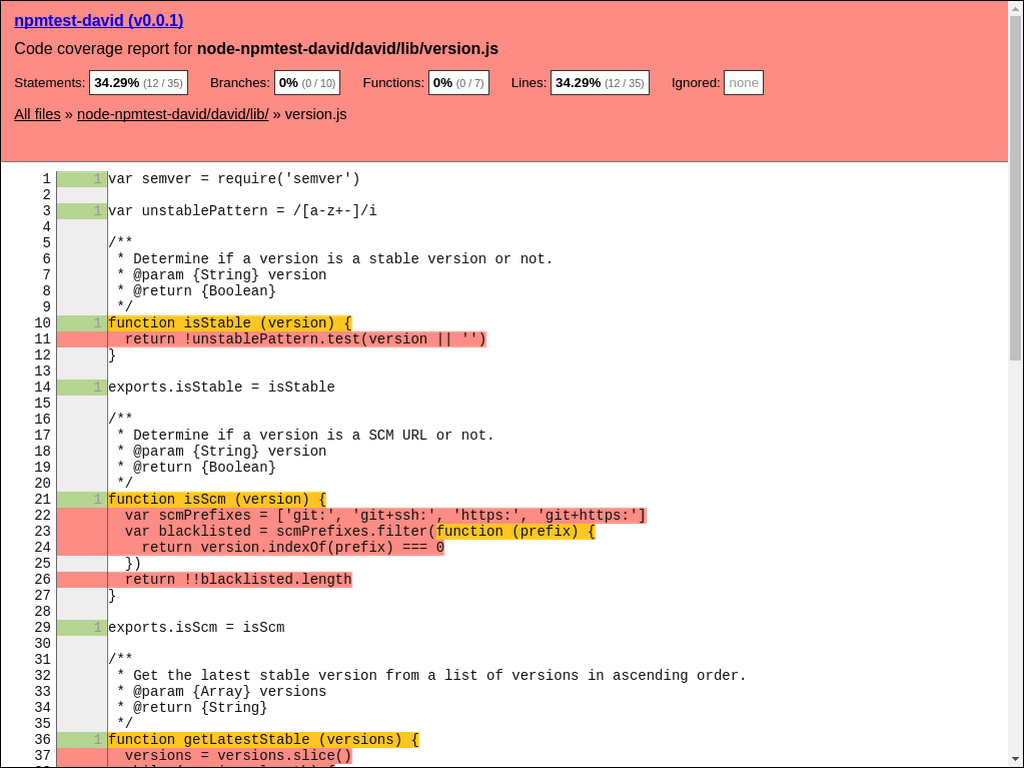 npmtest-david (v0.0.1)
Code coverage report for node-npmtest-david/david/lib/version.js
Statements: 34.29% (12 / 35) Branches: 0% (0 / 10) Functions: 0% (0 / 7) Lines: 34.29% (12 / 35) Ignored: none
All files » node-npmtest-david/david/lib/ » version.js
1 1 var semver = require('semver')
2
3 1 var unstablePattern = /[a-z+-]/i
4
5 /**
6  * Determine if a version is a stable version or not.
7  * @param {String} version
8  * @return {Boolean}
9  */
10 1 function isStable (version) {
11   return !unstablePattern.test(version || '')
12 }
13
14 1 exports.isStable = isStable
15
16 /**
17  * Determine if a version is a SCM URL or not.
18  * @param {String} version
19  * @return {Boolean}
20  */
21 1 function isScm (version) {
22   var scmPrefixes = ['git:', 'git+ssh:', 'https:', 'git+https:']
23   var blacklisted = scmPrefixes.filter(function (prefix) {
24     return version.indexOf(prefix) === 0
25   })
26   return !!blacklisted.length
27 }
28
29 1 exports.isScm = isScm
30
31 /**
32  * Get the latest stable version from a list of versions in ascending order.
33  * @param {Array} versions
34  * @return {String}
35  */
36 1 function getLatestStable (versions) {
37   versions = versions.slice()